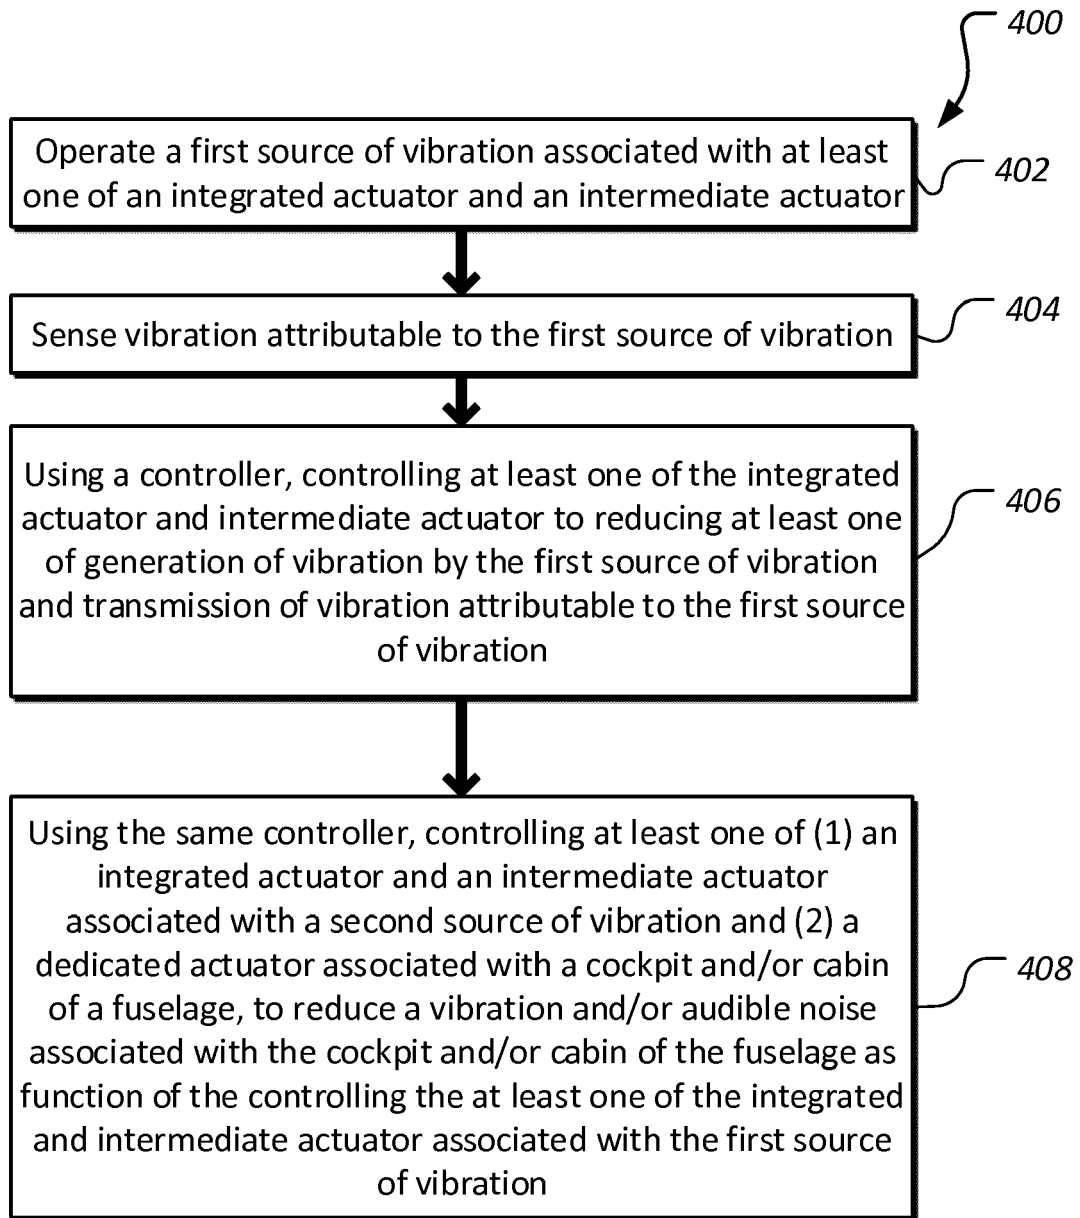 400
Operate a first source of vibration associated with at least
one of an integrated actuator and an intermediate actuator
402
Sense vibration attributable to the first source of vibration
404
Using a controller, controlling at least one of the integrated
actuator and intermediate actuator to reducing at least one
of generation of vibration by the first source of vibration
and transmission of vibration attributable to the first source
of vibration
406
Using the same controller, controlling at least one of (1) an
integrated actuator and an intermediate actuator
associated with a second source of vibration and (2) a
dedicated actuator associated with a cockpit and/or cabin
of a fuselage, to reduce a vibration and/or audible noise
associated with the cockpit and/or cabin of the fuselage as
function of the controlling the at least one of the integrated
and intermediate actuator associated with the first source
of vibration
408